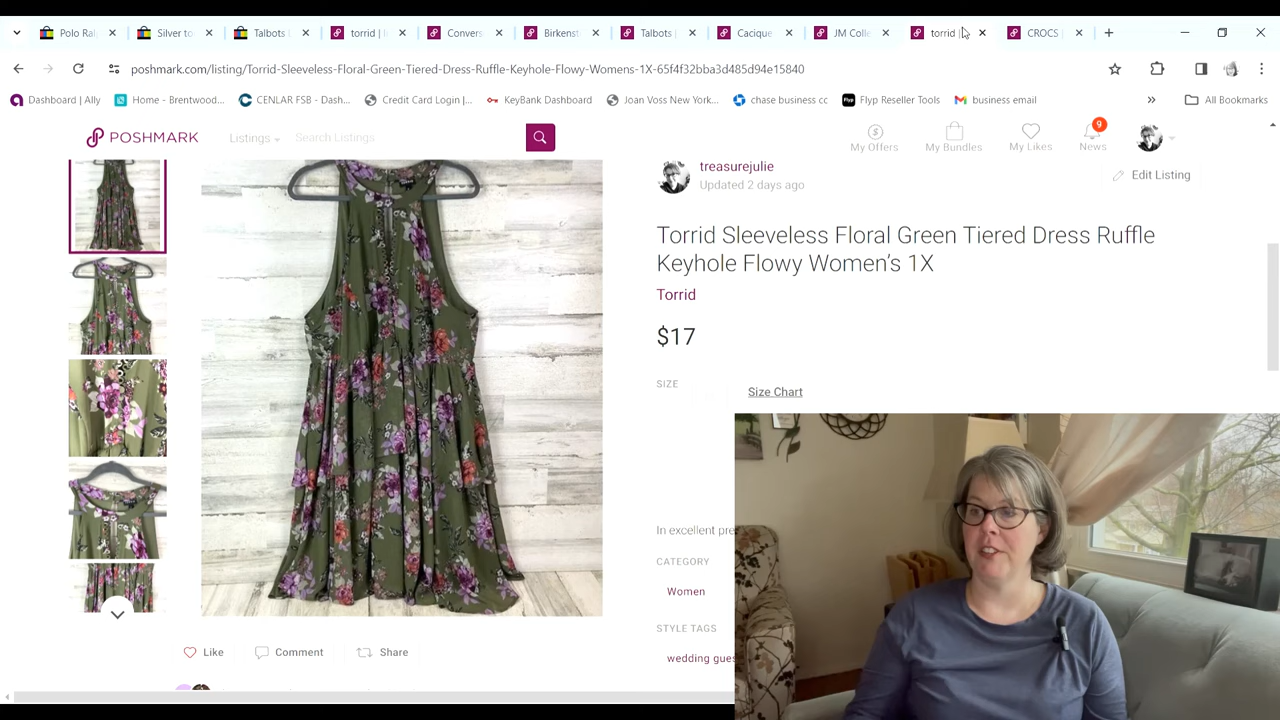 Polo Ral
Silver to
Talbots
torrid |
Convers
Birkenst
Talbots |
Cacique
JM Colle
torrid |
CROCS |
poshmark.com/listing/Torrid-Sleeveless-Floral-Green-Tiered-Dress-Ruffle-Keyhole-Flowy-Womens-1X-65f4f32bba3d485d94e15840
Dashboard | Ally
Home - Brentwood...
CENLAR FSB - Dash...
Credit Card Login |...
KeyBank Dashboard
Joan Voss New York...
chase business cc
Flyp Reseller Tools
business email
All Bookmarks
POSHMARK
Listings
Search Listings
My Offers
My Bundles
My Likes
9
News
treasurejulie
Updated 2 days ago
Edit Listing
Torrid Sleeveless Floral Green Tiered Dress Ruffle
Keyhole Flowy Women's 1X
Torrid
$17
SIZE
Size Chart
In excellent pre
CATEGORY
Women
STYLE TAGS
wedding gues
Like
Comment
Share